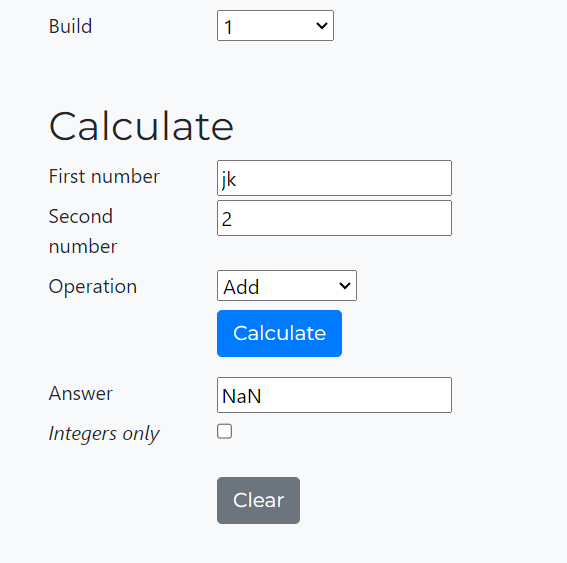 Build 1
Calculate
First number jk
Second 2
number
Operation Add
Calculate
Answer NaN
Integers only
Clear